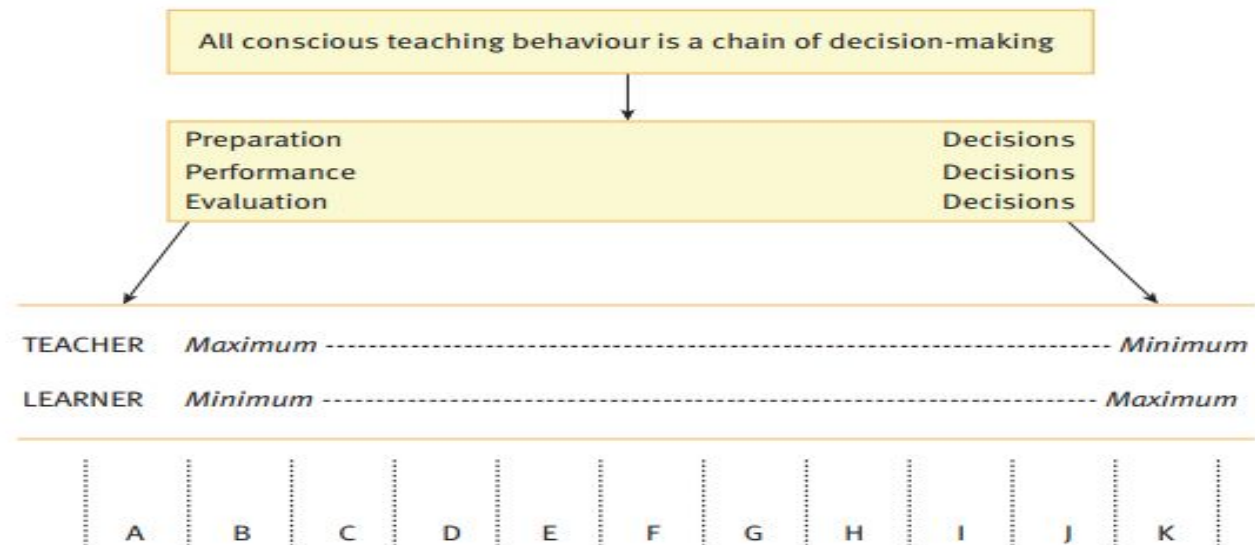 All conscious teaching behaviour is a chain of decision-making
Preparation Decisions
Performance Decisions
Evaluation Decisions
TEACHER Maximum Minimum
LEARNER Minimum Maximum
A B C D E F G H I J K